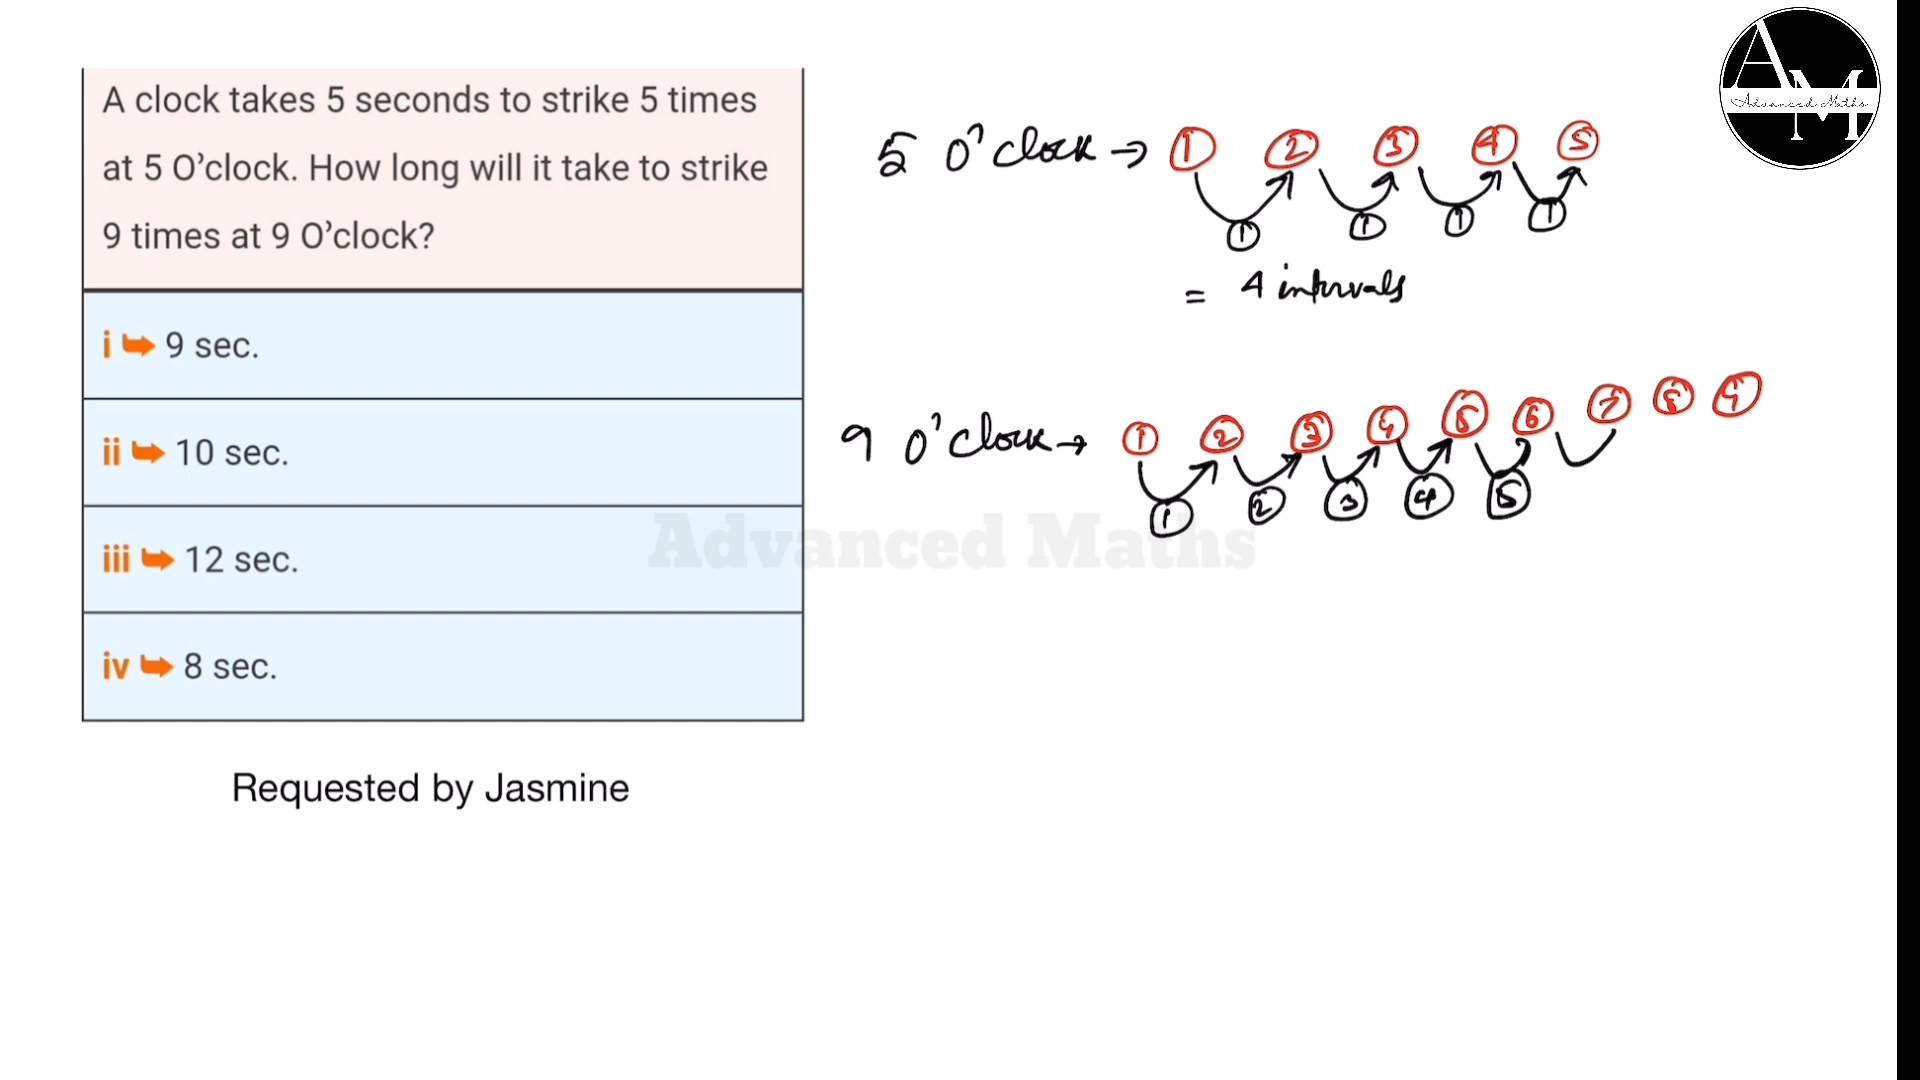 A clock takes 5 seconds to strike 5 times
at 5 O’clock. How long will it take to strike
9 times at 9 O’clock?
i ➥ 9 sec.
ii ➥ 10 sec.
iii ➥ 12 sec.
iv ➥ 8 sec.
Requested by Jasmine
5 O'clock → 1 2 3 4 5
1 1 1 1
= 4 intervals
9 O'clock → 1 2 3 4 5 6 7 8 9
1 2 3 4 5
Advanced Maths
AM
Advanced Maths